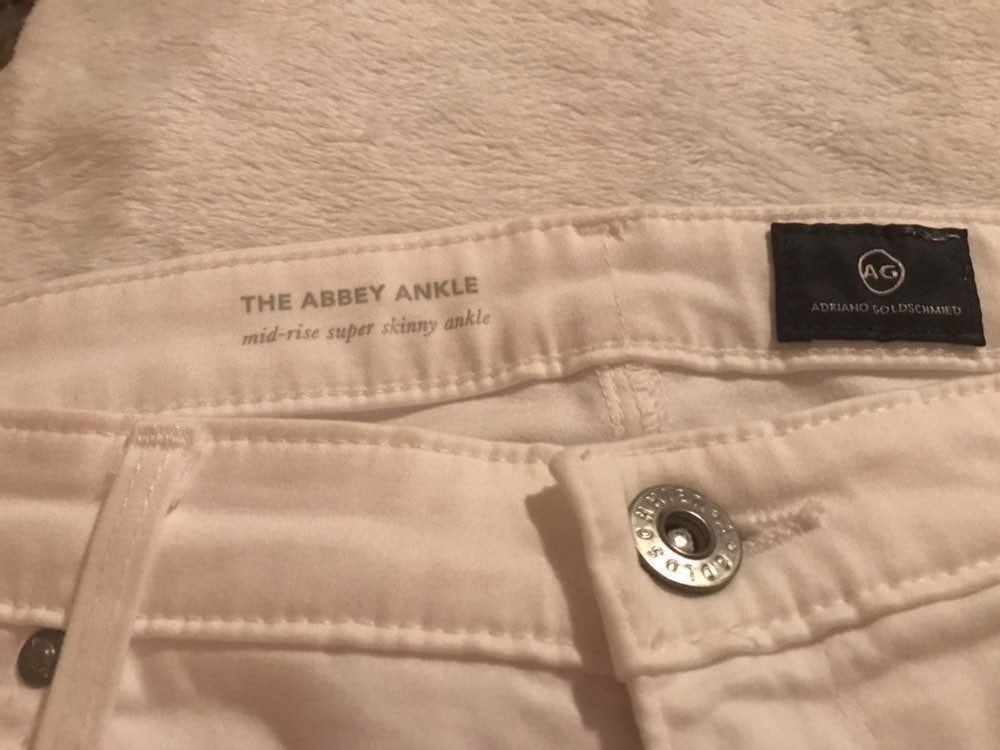 THE ABBEY ANKLE
mid-rise super skinny ankle
AG
ADRIANO GOLDSCHMIED